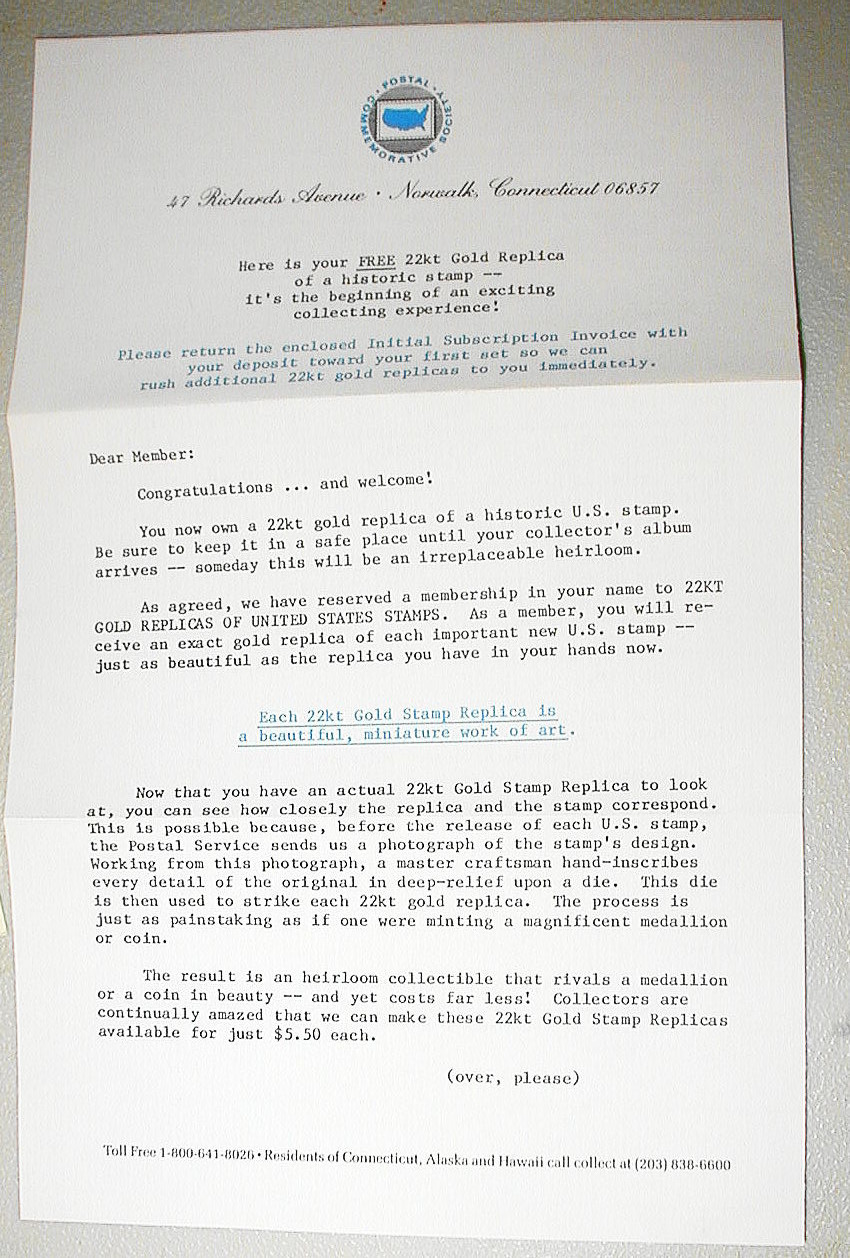 · POSTAL · COMMEMORATIVE SOCIETY
47 Richards Avenue · Norwalk, Connecticut 06857
Here is your FREE 22kt Gold Replica
of a historic stamp --
it's the beginning of an exciting
collecting experience!
Please return the enclosed Initial Subscription Invoice with
your deposit toward your first set so we can
rush additional 22kt gold replicas to you immediately.
Dear Member:
Congratulations ... and welcome!
You now own a 22kt gold replica of a historic U.S. stamp.
Be sure to keep it in a safe place until your collector's album
arrives -- someday this will be an irreplaceable heirloom.
As agreed, we have reserved a membership in your name to 22KT
GOLD REPLICAS OF UNITED STATES STAMPS. As a member, you will re-
ceive an exact gold replica of each important new U.S. stamp --
just as beautiful as the replica you have in your hands now.
Each 22kt Gold Stamp Replica is
a beautiful, miniature work of art.
Now that you have an actual 22kt Gold Stamp Replica to look
at, you can see how closely the replica and the stamp correspond.
This is possible because, before the release of each U.S. stamp,
the Postal Service sends us a photograph of the stamp's design.
Working from this photograph, a master craftsman hand-inscribes
every detail of the original in deep-relief upon a die. This die
is then used to strike each 22kt gold replica. The process is
just as painstaking as if one were minting a magnificent medallion
or coin.
The result is an heirloom collectible that rivals a medallion
or a coin in beauty -- and yet costs far less! Collectors are
continually amazed that we can make these 22kt Gold Stamp Replicas
available for just $5.50 each.
(over, please)
Toll Free 1-800-641-8026 • Residents of Connecticut, Alaska and Hawaii call collect at (203) 838-6600